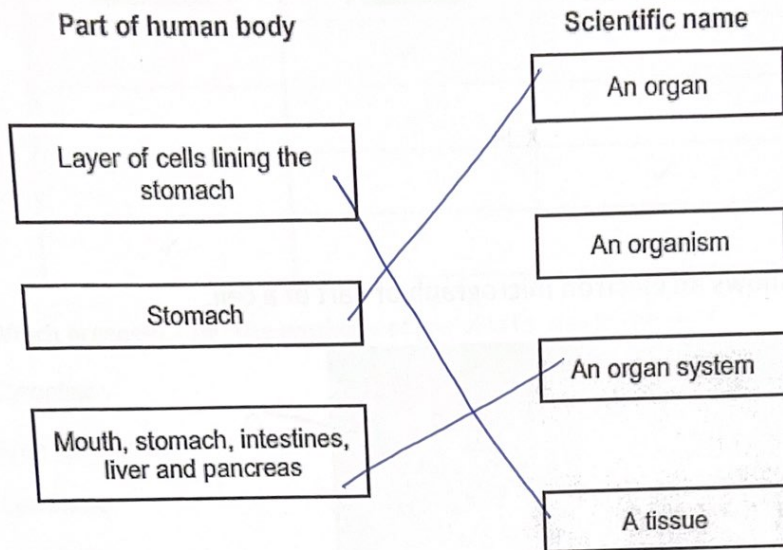 Part of human body
Scientific name
An organ
Layer of cells lining the
stomach
An organism
Stomach
An organ system
Mouth, stomach, intestines,
liver and pancreas
A tissue